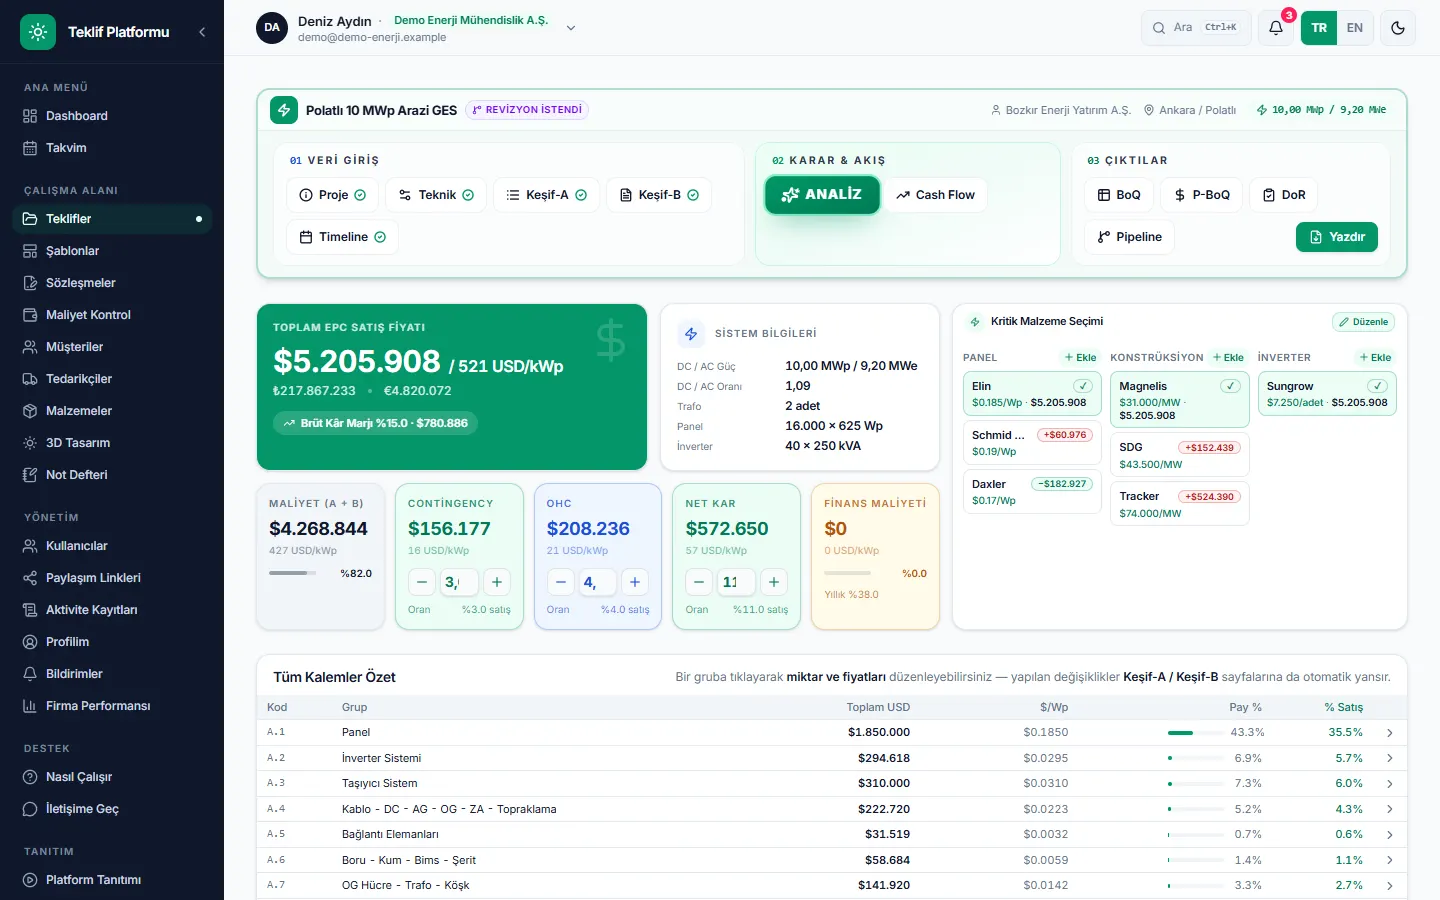 Teklif Platformu
ANA MENÜ
Dashboard
Takvim
ÇALIŞMA ALANI
Teklifler
Şablonlar
Sözleşmeler
Maliyet Kontrol
Müşteriler
Tedarikçiler
Malzemeler
3D Tasarım
Not Defteri
YÖNETİM
Kullanıcılar
Paylaşım Linkleri
Aktivite Kayıtları
Profilim
Bildirimler
Firma Performansı
DESTEK
Nasıl Çalışır
İletişime Geç
TANITIM
Platform Tanıtımı
DA
Deniz Aydın · Demo Enerji Mühendislik A.Ş.
demo@demo-enerji.example
Ara Ctrl+K
3
TR EN
Polatlı 10 MWp Arazi GES REVİZYON İSTENDİ
Bozkır Enerji Yatırım A.Ş. Ankara / Polatlı 10,00 MWp / 9,20 MWe
01 VERİ GİRİŞ
Proje Teknik Keşif-A Keşif-B
Timeline
02 KARAR & AKIŞ
ANALİZ Cash Flow
03 ÇIKTILAR
BoQ P-BoQ DoR
Pipeline Yazdır
TOPLAM EPC SATIŞ FİYATI
$5.205.908 / 521 USD/kWp
₺217.867.233 • €4.820.072
Brüt Kâr Marjı %15.0 · $780.886
SİSTEM BİLGİLERİ
DC / AC Güç 10,00 MWp / 9,20 MWe
DC / AC Oranı 1,09
Trafo 2 adet
Panel 16.000 × 625 Wp
İnverter 40 × 250 kVA
Kritik Malzeme Seçimi Düzenle
PANEL + Ekle
Elin ✓
$0.185/Wp · $5.205.908
Schmid ... +$60.976
$0.19/Wp
Daxler −$182.927
$0.17/Wp
KONSTRÜKSİYON + Ekle
Magnelis ✓
$31.000/MW ·
$5.205.908
SDG +$152.439
$43.500/MW
Tracker +$524.390
$74.000/MW
İNVERTER + Ekle
Sungrow ✓
$7.250/adet · $5.205.908
MALİYET (A + B)
$4.268.844
427 USD/kWp
%82.0
CONTINGENCY
$156.177
16 USD/kWp
− 3, +
Oran %3.0 satış
OHC
$208.236
21 USD/kWp
− 4, +
Oran %4.0 satış
NET KAR
$572.650
57 USD/kWp
− 11 +
Oran %11.0 satış
FİNANS MALİYETİ
$0
0 USD/kWp
%0.0
Yıllık %38.0
Tüm Kalemler Özet
Bir gruba tıklayarak miktar ve fiyatları düzenleyebilirsiniz — yapılan değişiklikler Keşif-A / Keşif-B sayfalarına da otomatik yansır.
Kod Grup Toplam USD $/Wp Pay % % Satış
A.1 Panel $1.850.000 $0.1850 43.3% 35.5%
A.2 İnverter Sistemi $294.618 $0.0295 6.9% 5.7%
A.3 Taşıyıcı Sistem $310.000 $0.0310 7.3% 6.0%
A.4 Kablo - DC - AG - OG - ZA - Topraklama $222.720 $0.0223 5.2% 4.3%
A.5 Bağlantı Elemanları $31.519 $0.0032 0.7% 0.6%
A.6 Boru - Kum - Bims - Şerit $58.684 $0.0059 1.4% 1.1%
A.7 OG Hücre - Trafo - Köşk $141.920 $0.0142 3.3% 2.7%